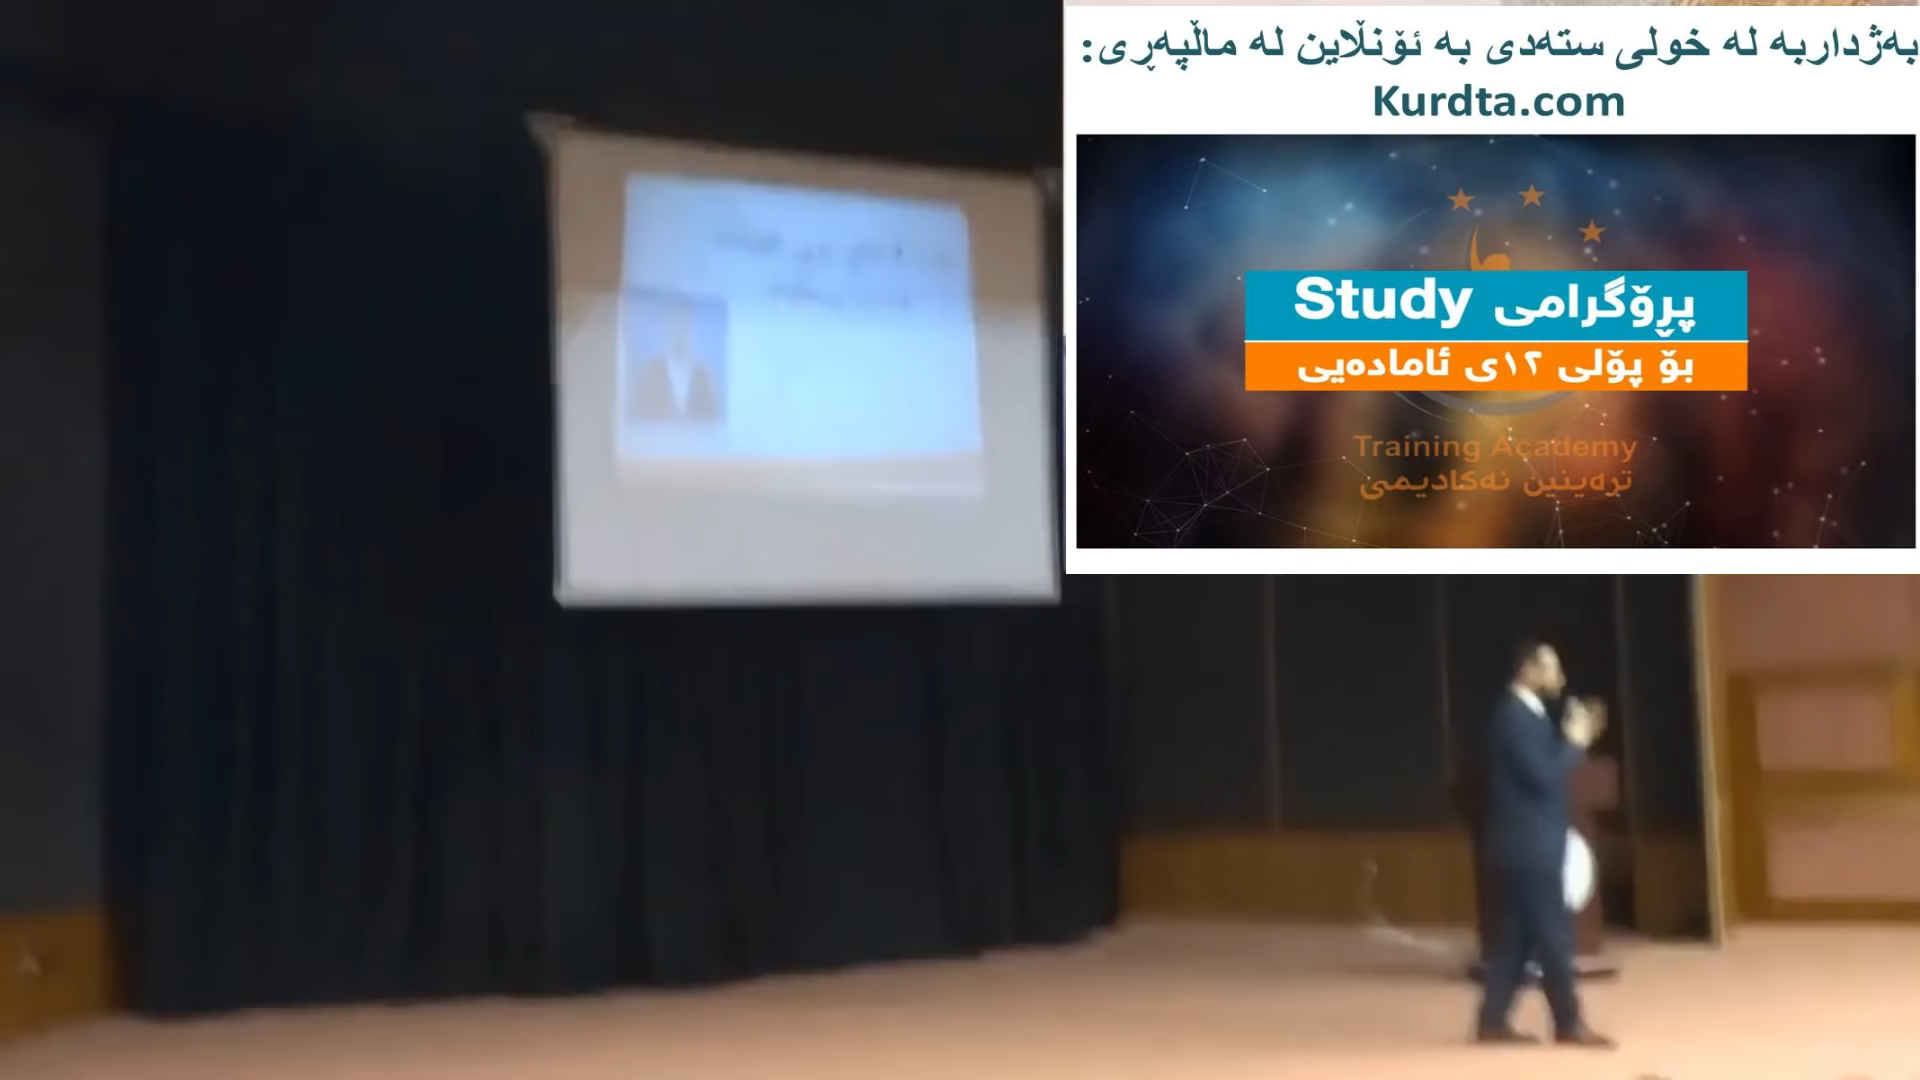 بەژداربە لە خولی ستەدی بە ئۆنڵاین لە ماڵپەڕی:
Kurdta.com
پرۆگرامی Study
بۆ پۆلی ١٢ی ئامادەیی
Training Academy
ترەینین ئەکادیمی